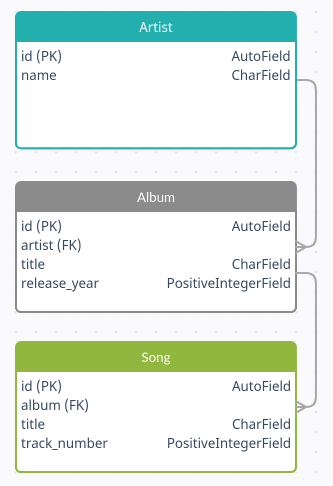 Artist
id (PK) AutoField
name CharField
Album
id (PK) AutoField
artist (FK)
title CharField
release_year PositiveIntegerField
Song
id (PK) AutoField
album (FK)
title CharField
track_number PositiveIntegerField